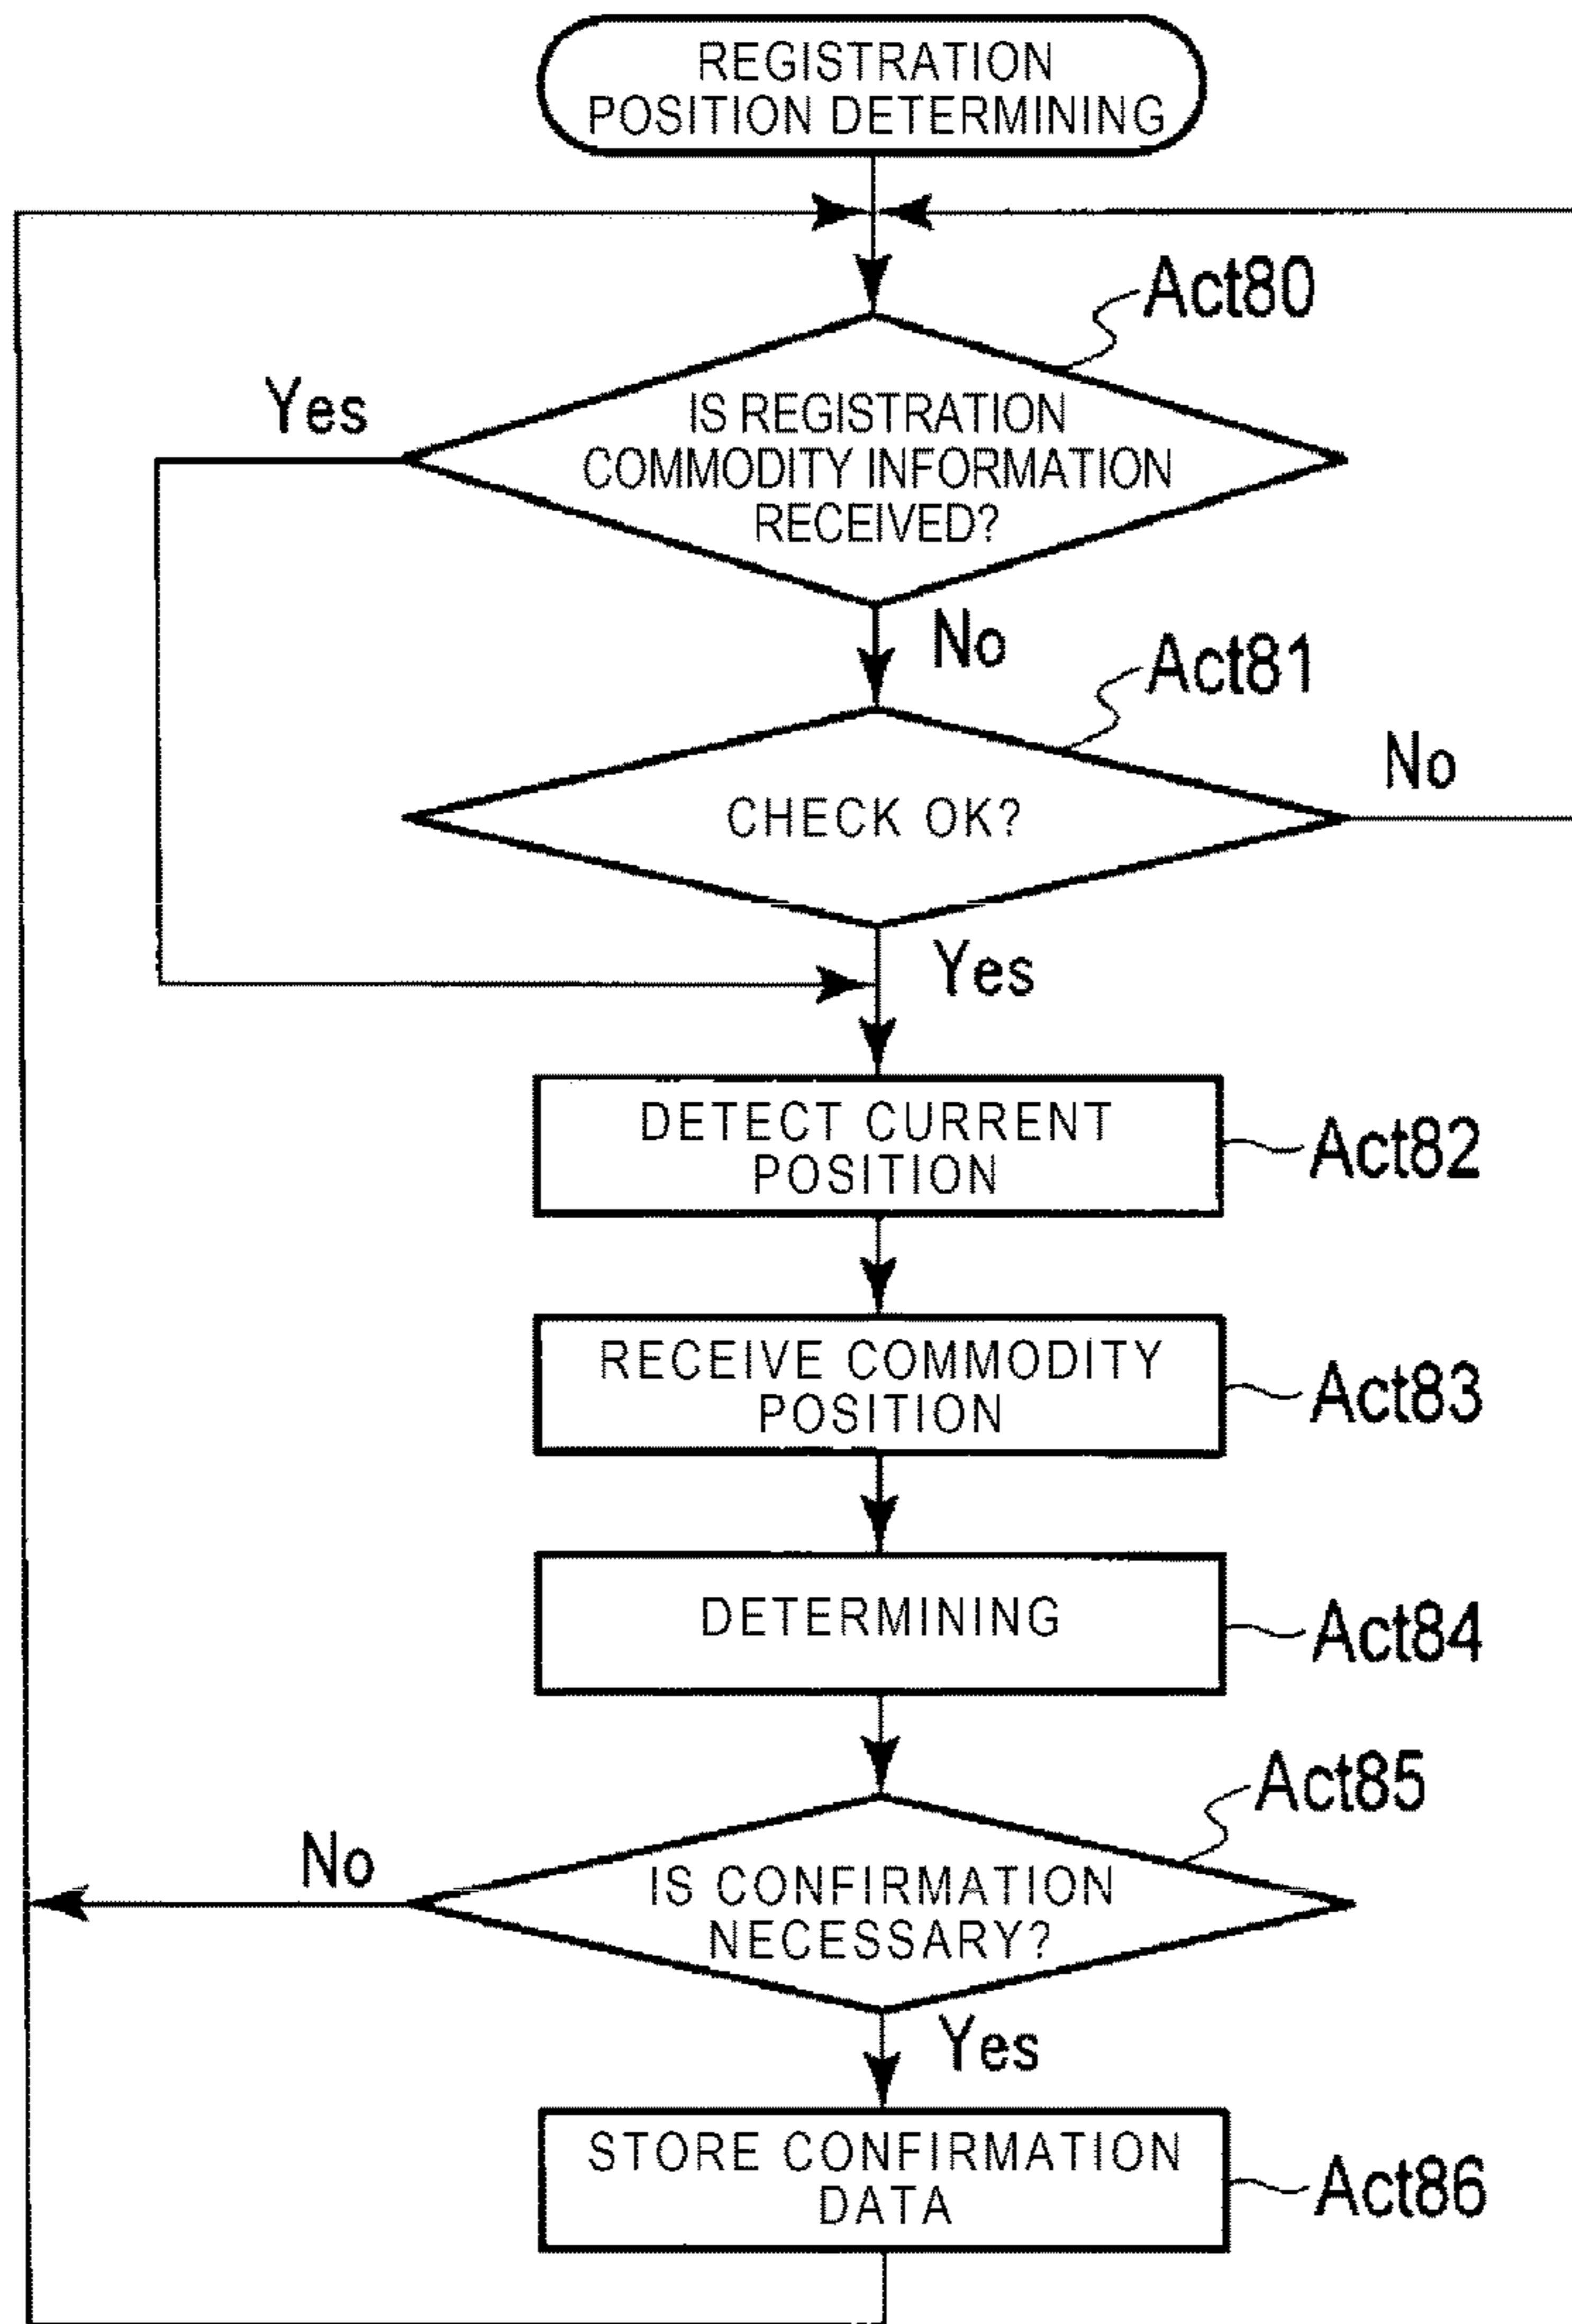 REGISTRATION
POSITION DETERMINING
Act80
Yes
IS REGISTRATION
COMMODITY INFORMATION
RECEIVED?
No
Act81
No
CHECK OK?
Yes
DETECT CURRENT
POSITION
Act82
RECEIVE COMMODITY
POSITION
Act83
DETERMINING
Act84
Act85
No
IS CONFIRMATION
NECESSARY?
Yes
STORE CONFIRMATION
DATA
Act86